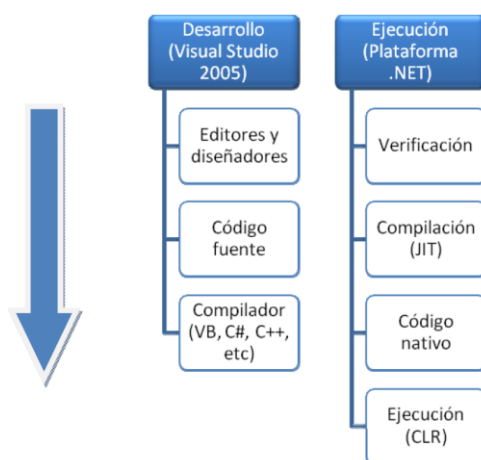 Desarrollo
(Visual Studio
2005)
Editores y
diseñadores
Código
fuente
Compilador
(VB, C#, C++,
etc)
Ejecución
(Plataforma
.NET)
Verificación
Compilación
(JIT)
Código
nativo
Ejecución
(CLR)